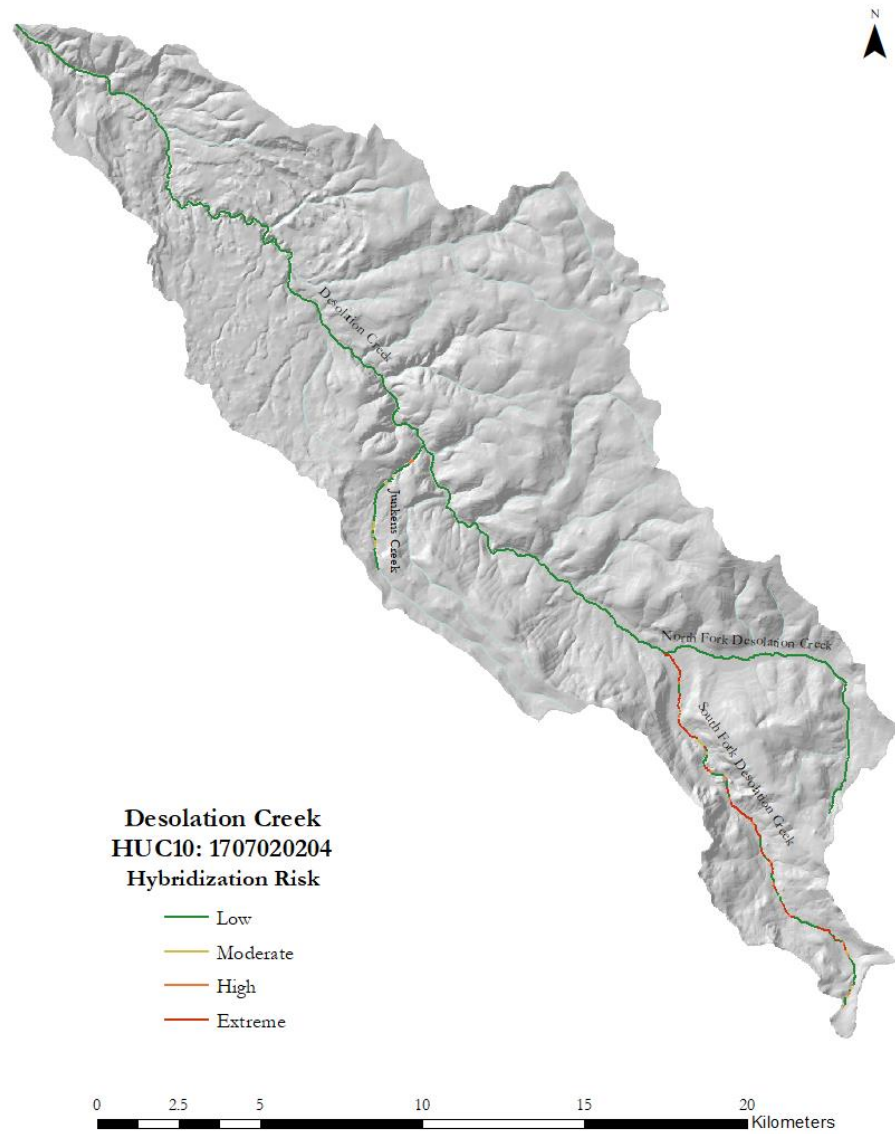 N
Desolation Creek
Junkens Creek
North Fork Desolation Creek
South Fork Desolation Creek
Desolation Creek
HUC10: 1707020204
Hybridization Risk
Low
Moderate
High
Extreme
0 2.5 5 10 15 20
Kilometers